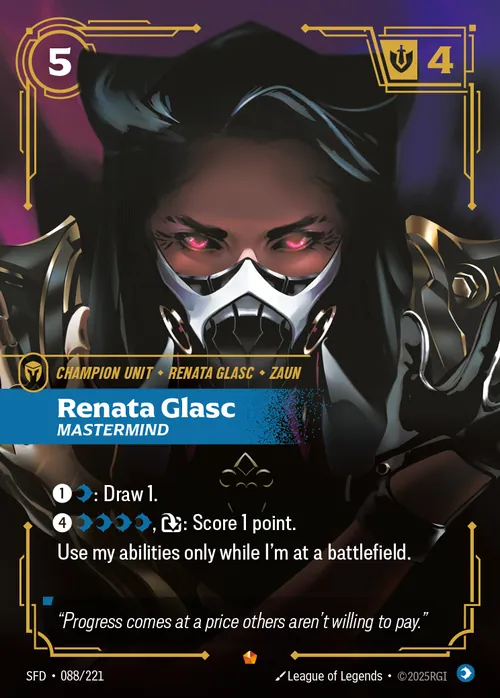 5
4
CHAMPION UNIT • RENATA GLASC • ZAUN
Renata Glasc
MASTERMIND
1 : Draw 1.
4 , : Score 1 point.
Use my abilities only while I'm at a battlefield.
“Progress comes at a price others aren't willing to pay.”
SFD • 088/221
League of Legends • ©2025RGI